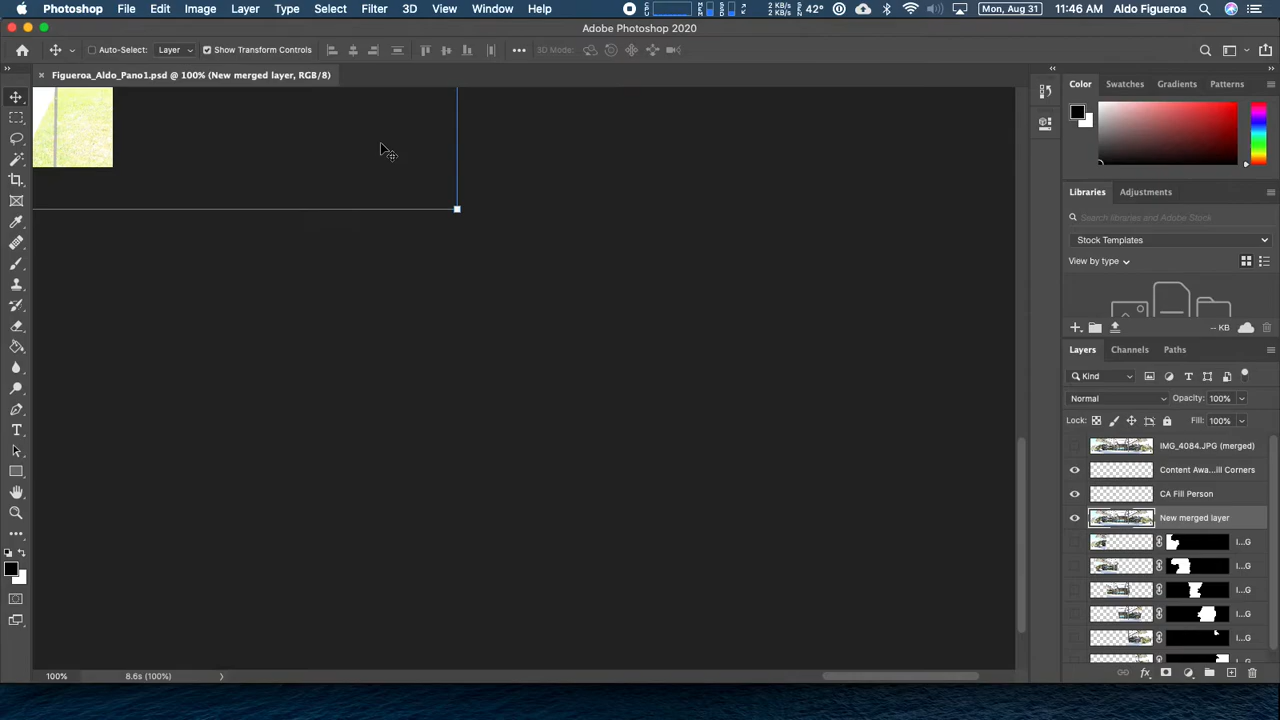 Photoshop File Edit Image Layer Type Select Filter 3D View Window Help 2 KB/s 4 KB/s 42° Mon, Aug 31 11:46 AM Aldo Figueroa
Adobe Photoshop 2020
Auto-Select: Layer Show Transform Controls 3D Mode:
Figueroa_Aldo_Pano1.psd @ 100% (New merged layer, RGB/8)
Color Swatches Gradients Patterns
Libraries Adjustments
Search libraries and Adobe Stock
Stock Templates
View by type
-- KB
Layers Channels Paths
Kind
Normal Opacity: 100%
Lock: Fill: 100%
IMG_4084.JPG (merged)
Content Awa...ill Corners
CA Fill Person
New merged layer
I...G
I...G
I...G
I...G
I...G
100% 8.6s (100%)